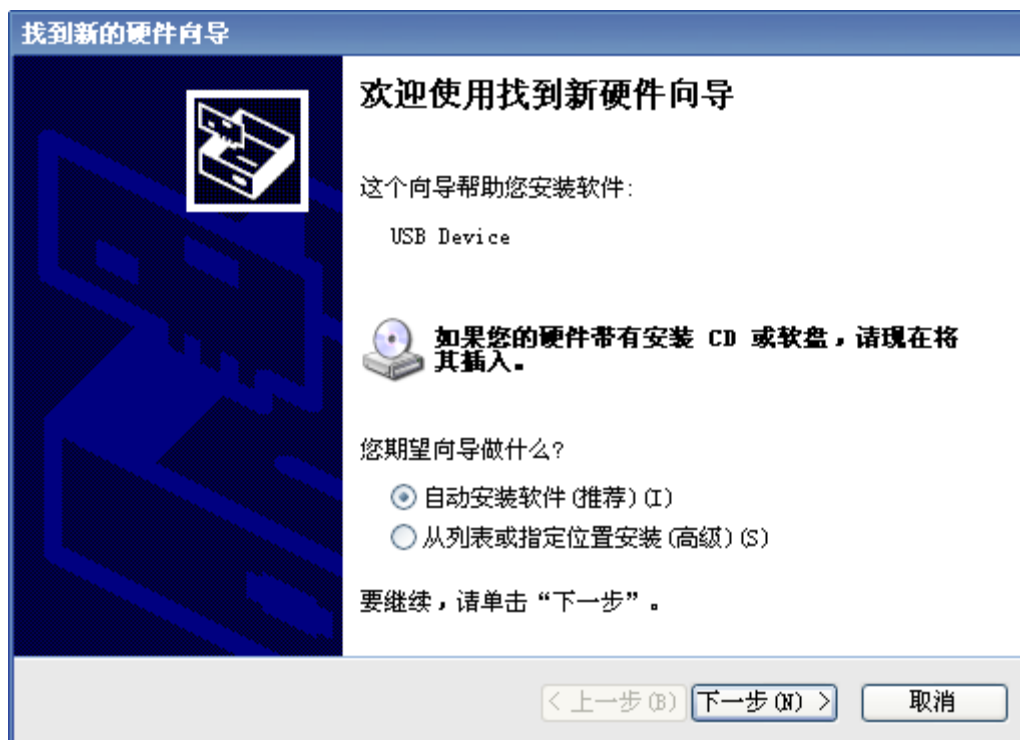 找到新的硬件向导
欢迎使用找到新硬件向导
这个向导帮助您安装软件:
USB Device
如果您的硬件带有安装 CD 或软盘，请现在将
其插入。
您期望向导做什么?
自动安装软件(推荐)(I)
从列表或指定位置安装(高级)(S)
要继续，请单击“下一步”。
< 上一步(B)
下一步(N) >
取消